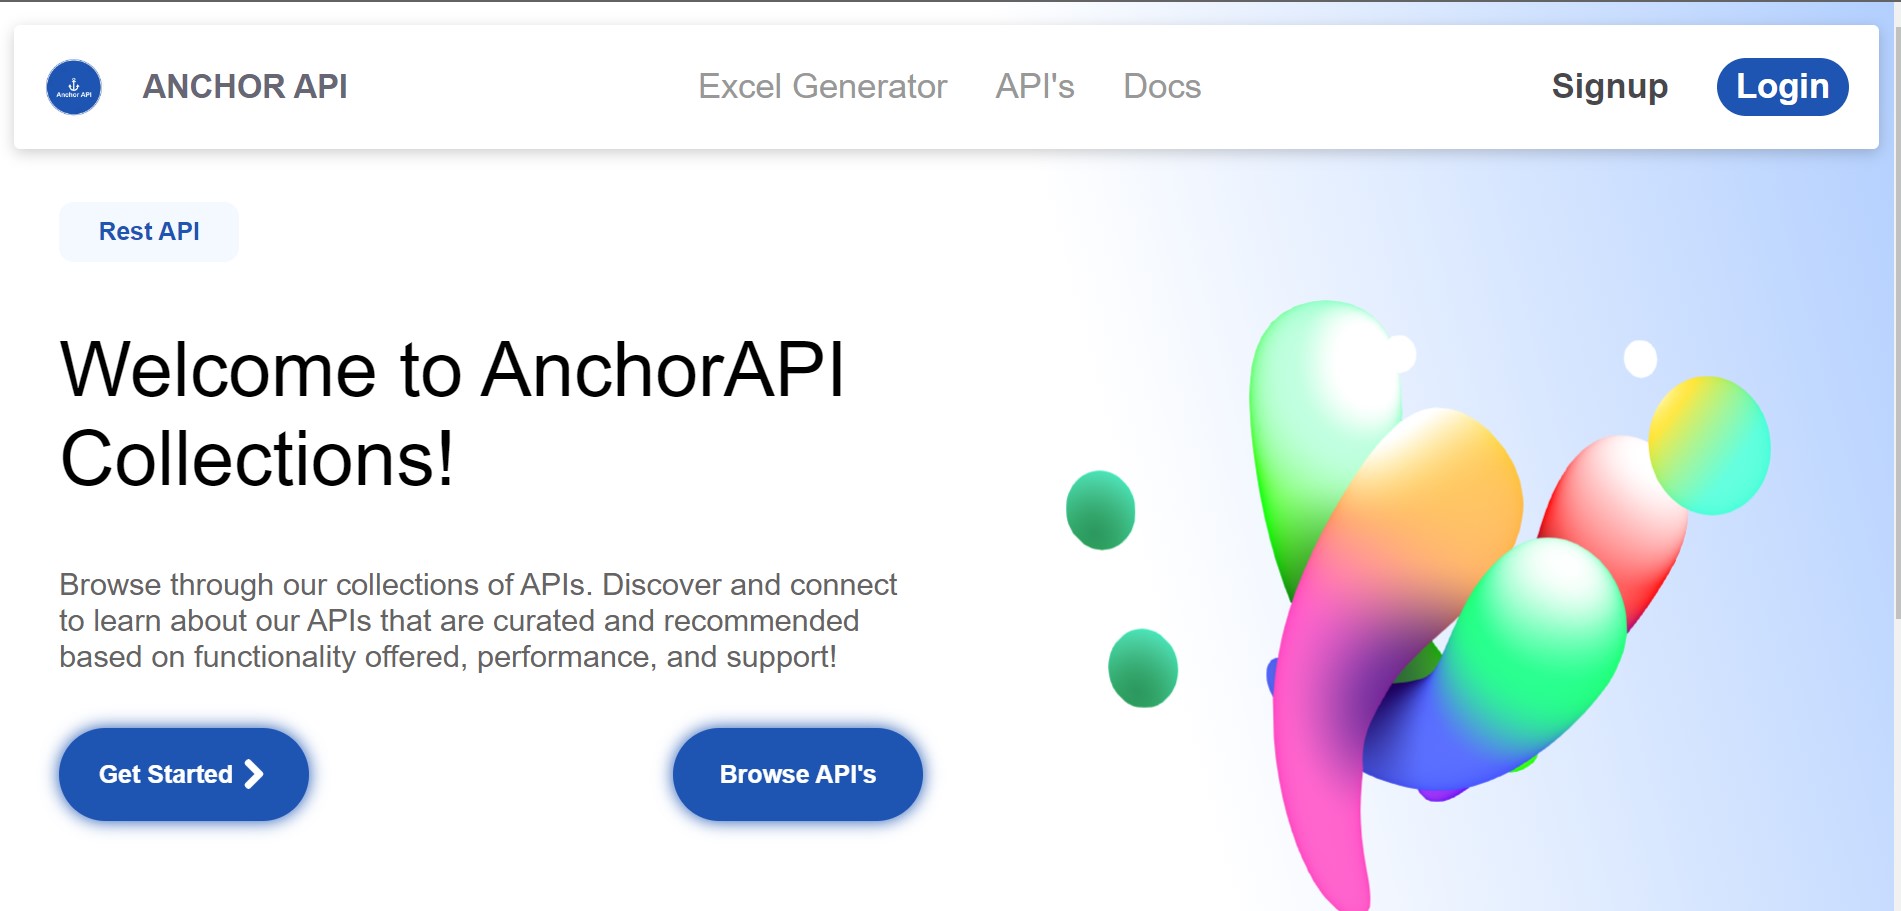 Anchor API
ANCHOR API
Excel Generator
API's
Docs
Signup
Login
Rest API
Welcome to AnchorAPI
Collections!
Browse through our collections of APIs. Discover and connect
to learn about our APIs that are curated and recommended
based on functionality offered, performance, and support!
Get Started
Browse API's